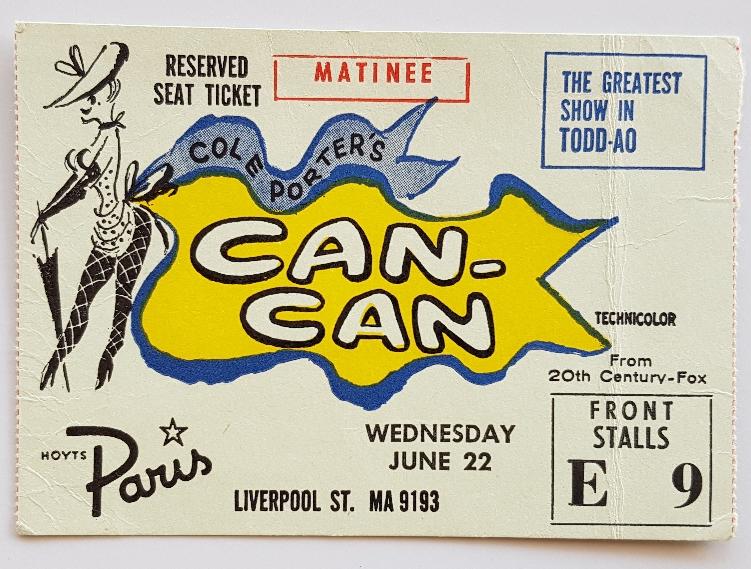 RESERVED
SEAT TICKET
MATINEE
THE GREATEST
SHOW IN
TODD-AO
COLE PORTER'S
CAN-
CAN
TECHNICOLOR
From
20th Century-Fox
HOYTS Paris
WEDNESDAY
JUNE 22
LIVERPOOL ST. MA 9193
FRONT
STALLS
E 9